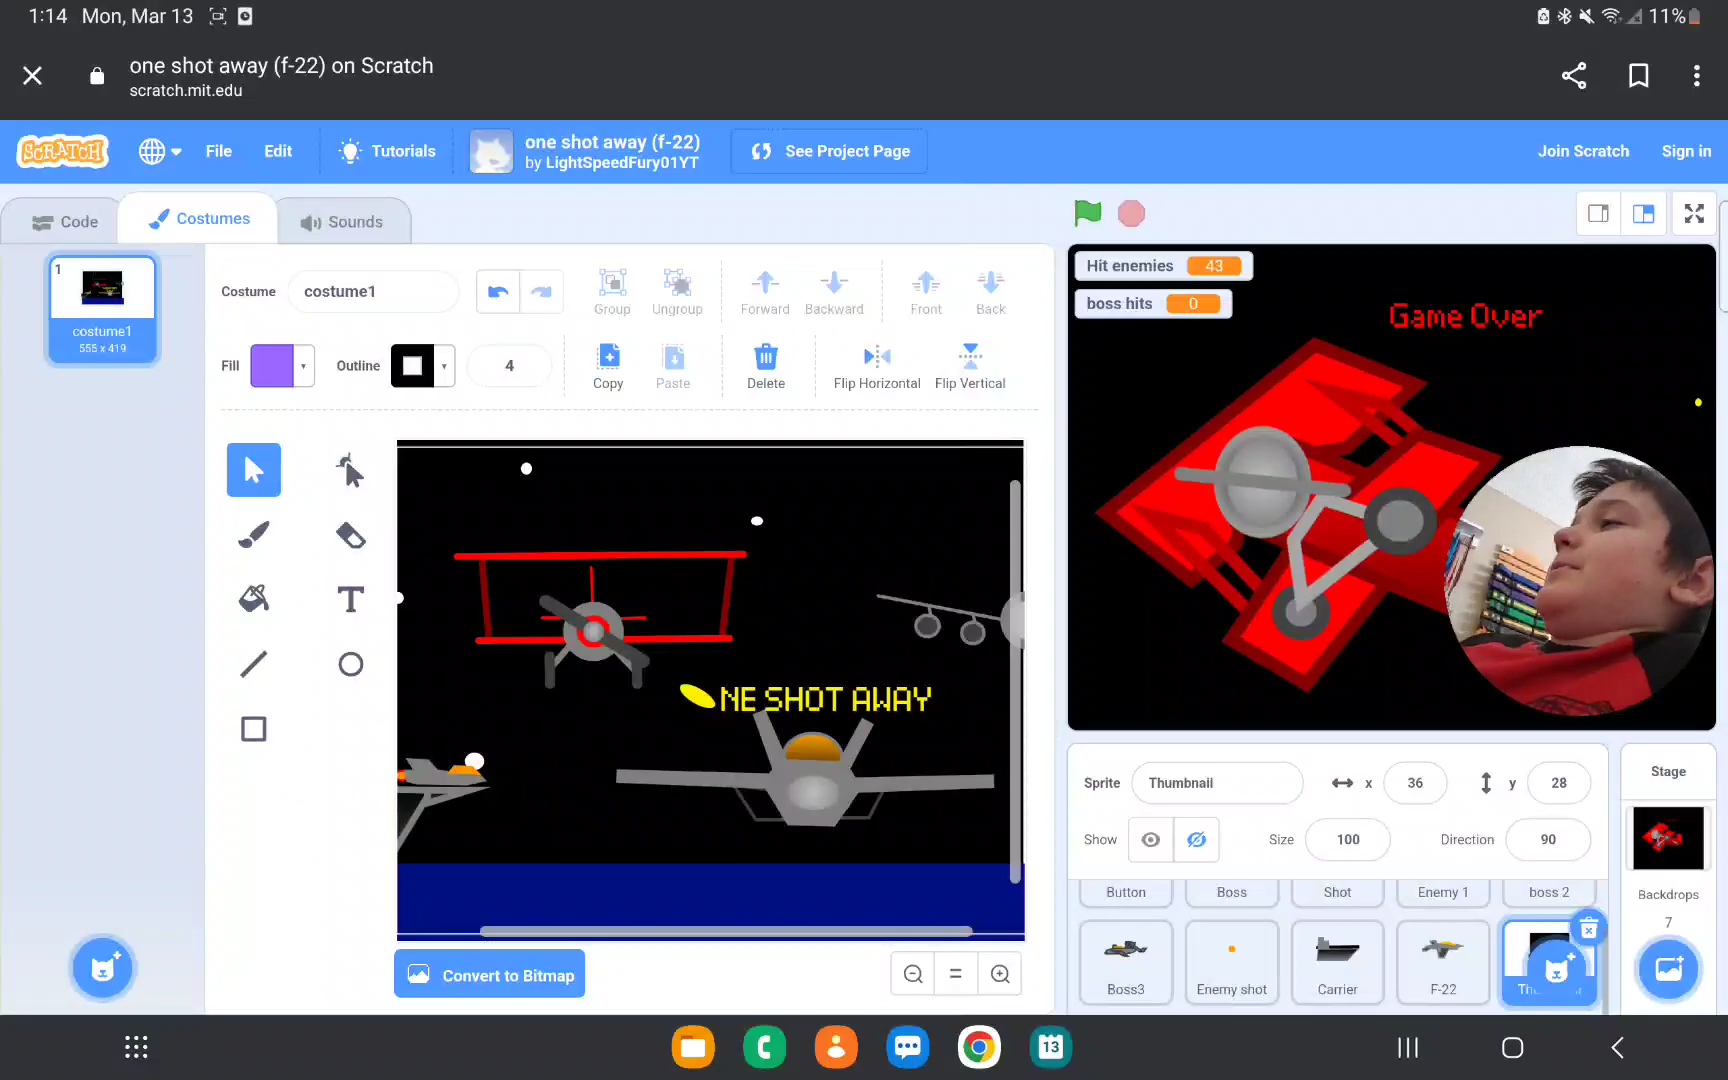 1:14 Mon, Mar 13
11%
one shot away (f-22) on Scratch
scratch.mit.edu
SCRATCH
File
Edit
Tutorials
one shot away (f-22)
by LightSpeedFury01YT
See Project Page
Join Scratch
Sign in
Code
Costumes
Sounds
1
costume1
555 x 419
Costume
costume1
Group
Ungroup
Forward
Backward
Front
Back
Fill
Outline
4
Copy
Paste
Delete
Flip Horizontal
Flip Vertical
T
NE SHOT AWAY
Convert to Bitmap
Hit enemies 43
boss hits 0
Game Over
Sprite
Thumbnail
x
36
y
28
Show
Size
100
Direction
90
Button
Boss
Shot
Enemy 1
boss 2
Boss3
Enemy shot
Carrier
F-22
Stage
Backdrops
7
13